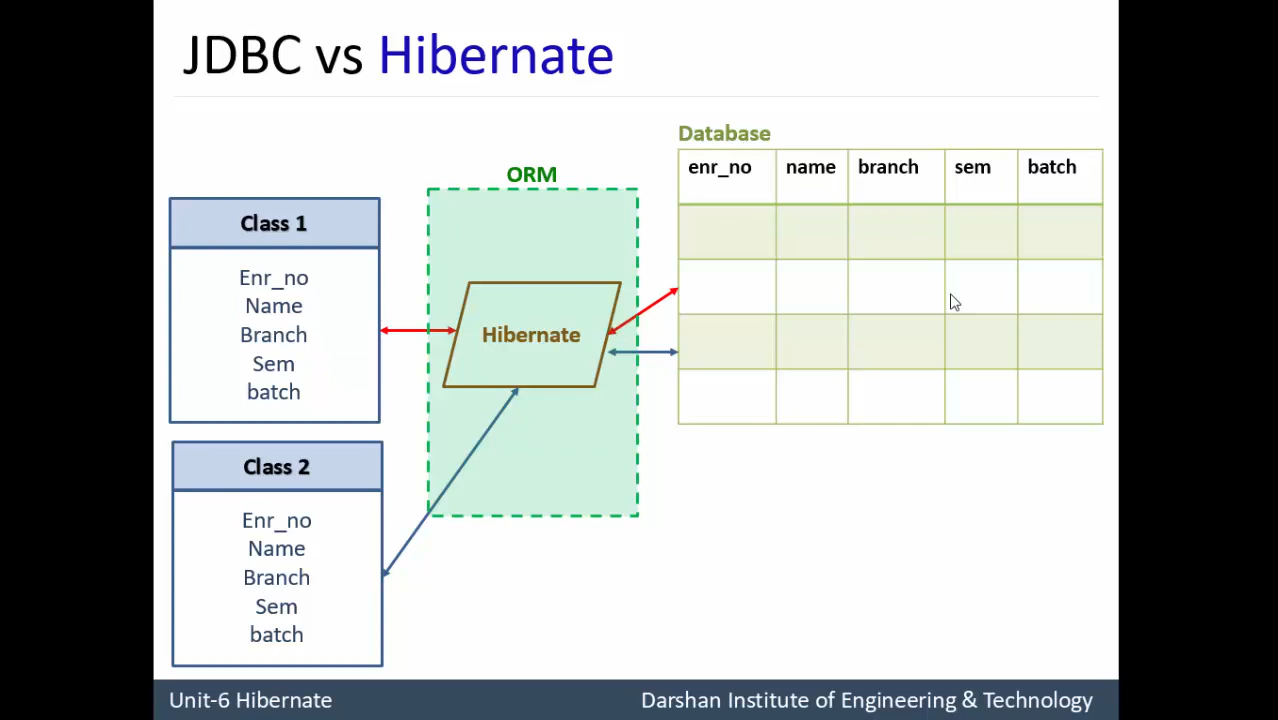 JDBC vs Hibernate
Database
enr_no name branch sem batch
ORM
Class 1
Enr_no
Name
Branch
Sem
batch
Hibernate
Class 2
Enr_no
Name
Branch
Sem
batch
Unit-6 Hibernate
Darshan Institute of Engineering & Technology